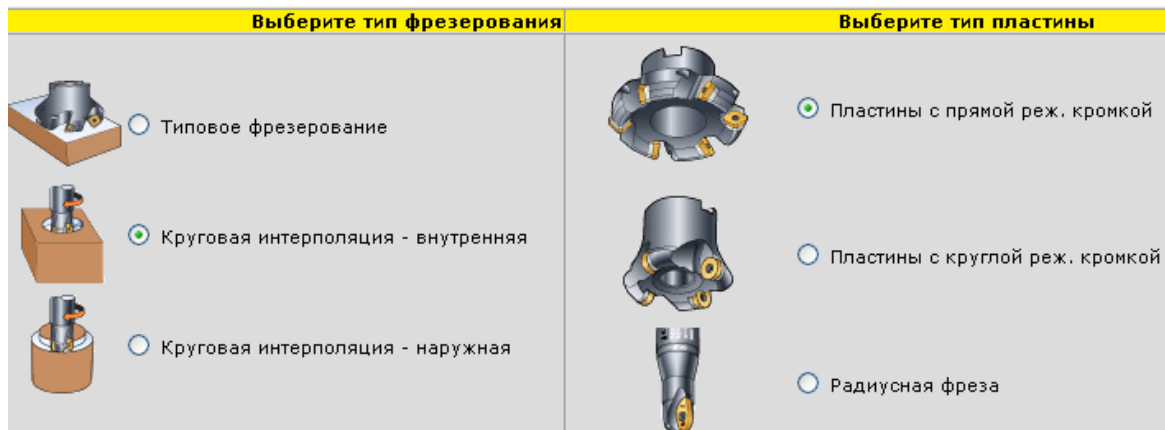 Выберите тип фрезерования
Выберите тип пластины
Типовое фрезерование
Круговая интерполяция - внутренняя
Круговая интерполяция - наружная
Пластины с прямой реж. кромкой
Пластины с круглой реж. кромкой
Радиусная фреза